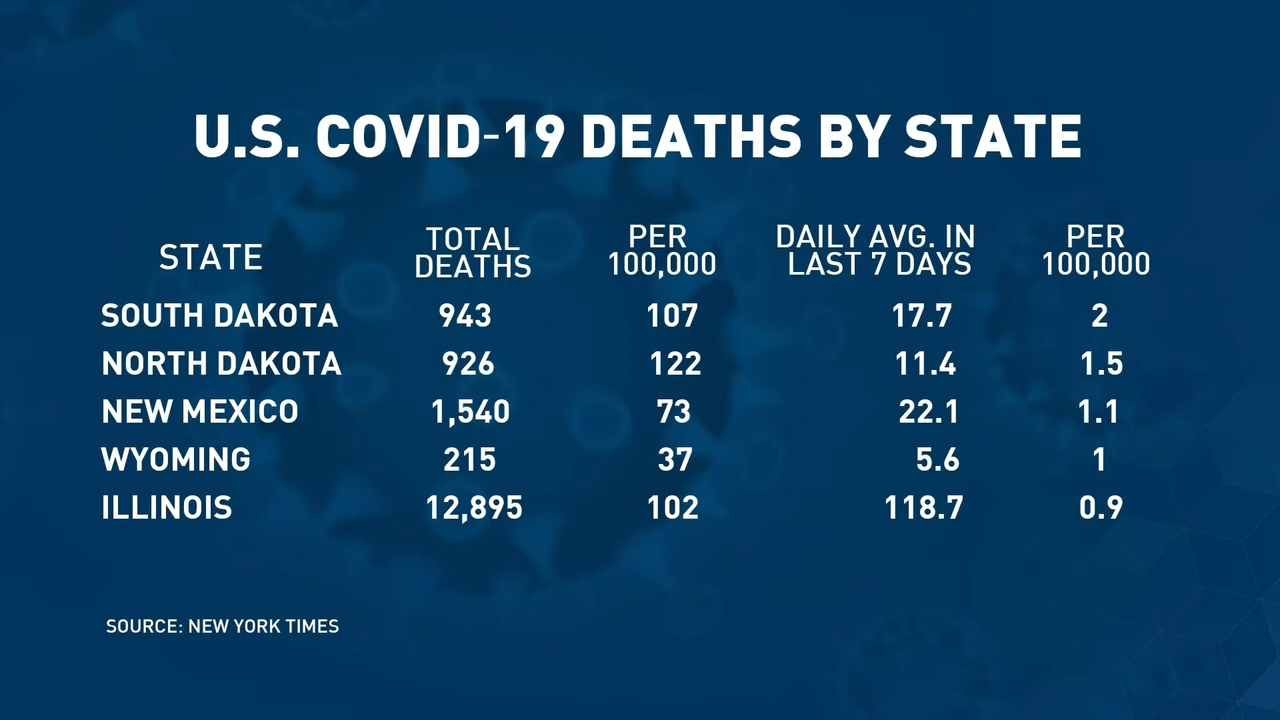 U.S. COVID-19 DEATHS BY STATE
STATE TOTAL DEATHS PER 100,000 DAILY AVG. IN LAST 7 DAYS PER 100,000
SOUTH DAKOTA 943 107 17.7 2
NORTH DAKOTA 926 122 11.4 1.5
NEW MEXICO 1,540 73 22.1 1.1
WYOMING 215 37 5.6 1
ILLINOIS 12,895 102 118.7 0.9
SOURCE: NEW YORK TIMES